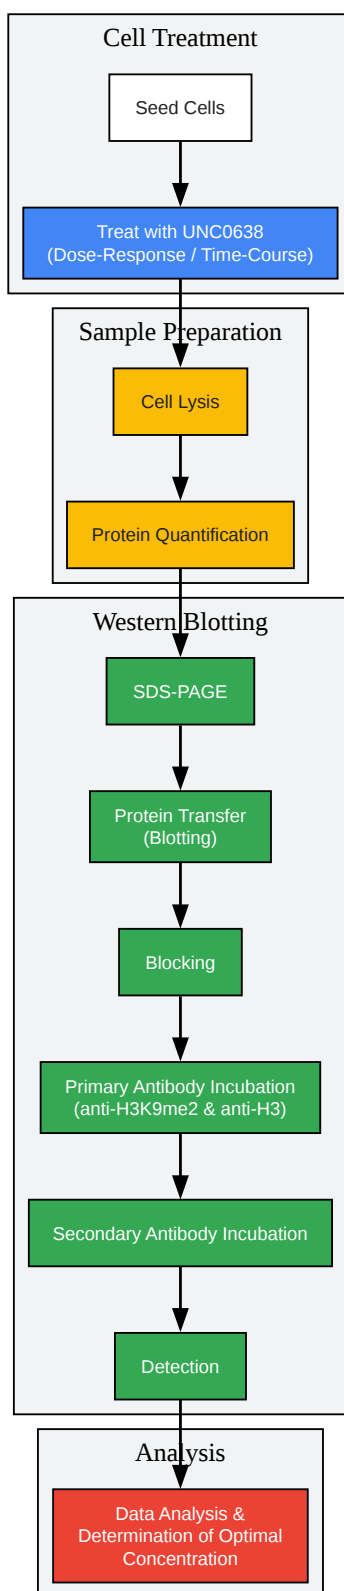 Cell Treatment
Seed Cells
Treat with UNC0638
(Dose-Response / Time-Course)
Sample Preparation
Cell Lysis
Protein Quantification
Western Blotting
SDS-PAGE
Protein Transfer
(Blotting)
Blocking
Primary Antibody Incubation
(anti-H3K9me2 & anti-H3)
Secondary Antibody Incubation
Detection
Analysis
Data Analysis &
Determination of Optimal
Concentration